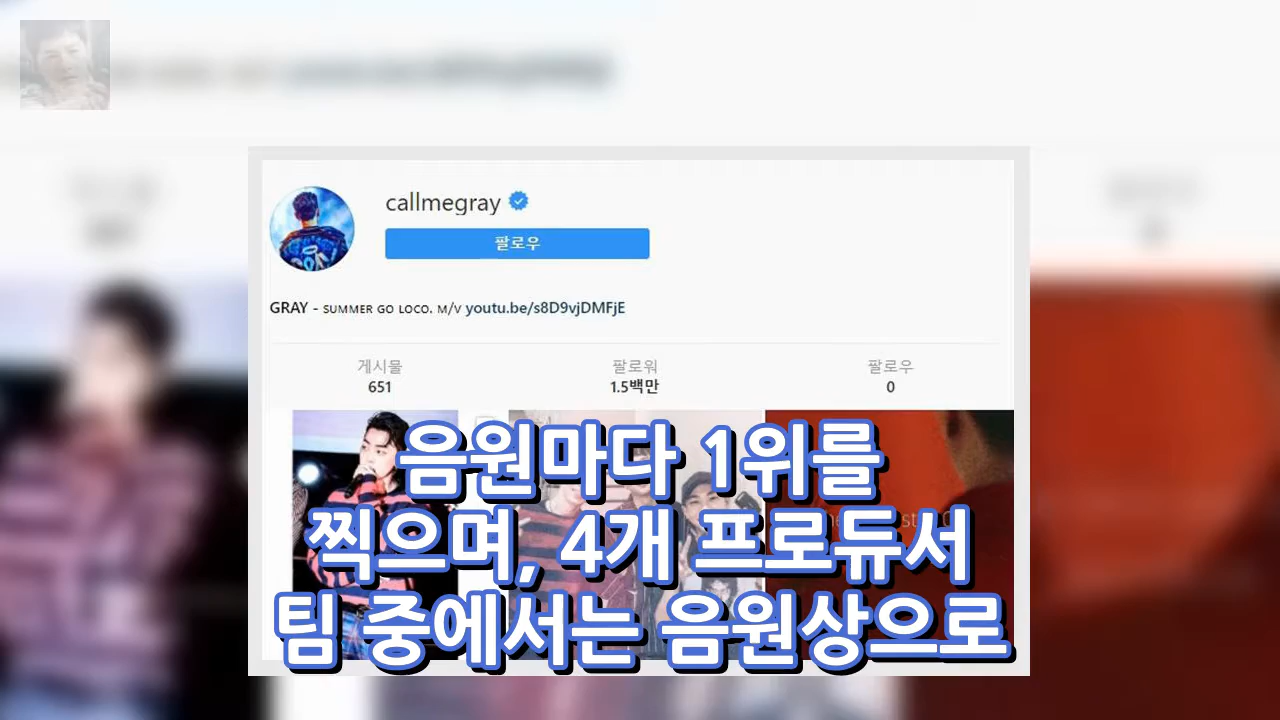 callmegray
팔로우
GRAY - SUMMER GO LOCO. M/V youtu.be/s8D9vjDMFjE
게시물 팔로워 팔로우
651 1.5백만 0
음원마다 1위를
찍으며, 4개 프로듀서
팀 중에서는 음원상으로